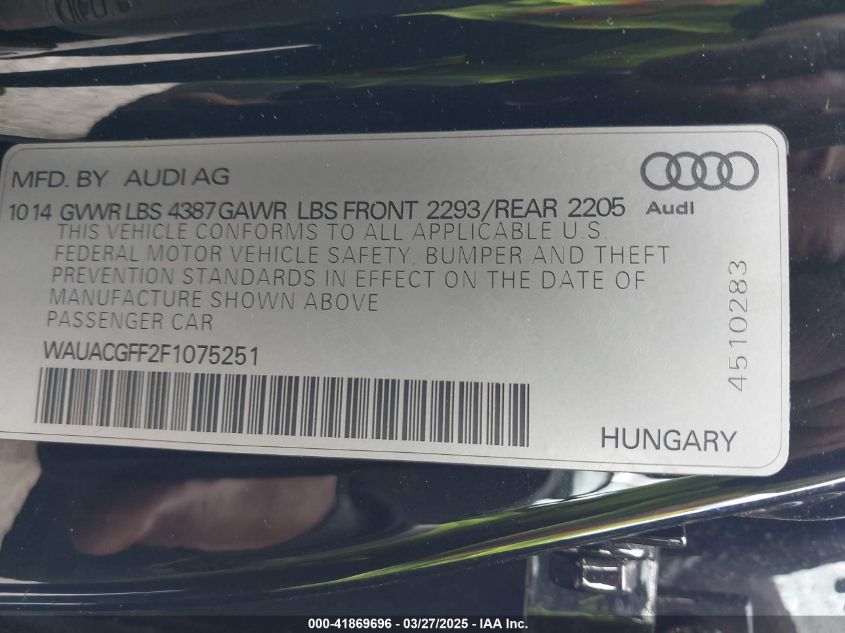 MFD. BY AUDI AG
1014 GVWR LBS 4387 GAWR LBS FRONT 2293/REAR 2205
Audi
THIS VEHICLE CONFORMS TO ALL APPLICABLE U.S.
FEDERAL MOTOR VEHICLE SAFETY, BUMPER AND THEFT
PREVENTION STANDARDS IN EFFECT ON THE DATE OF
MANUFACTURE SHOWN ABOVE
PASSENGER CAR
WAUACGFF2F1075251
4510283
HUNGARY
000-41869696 - 03/27/2025 - IAA Inc.